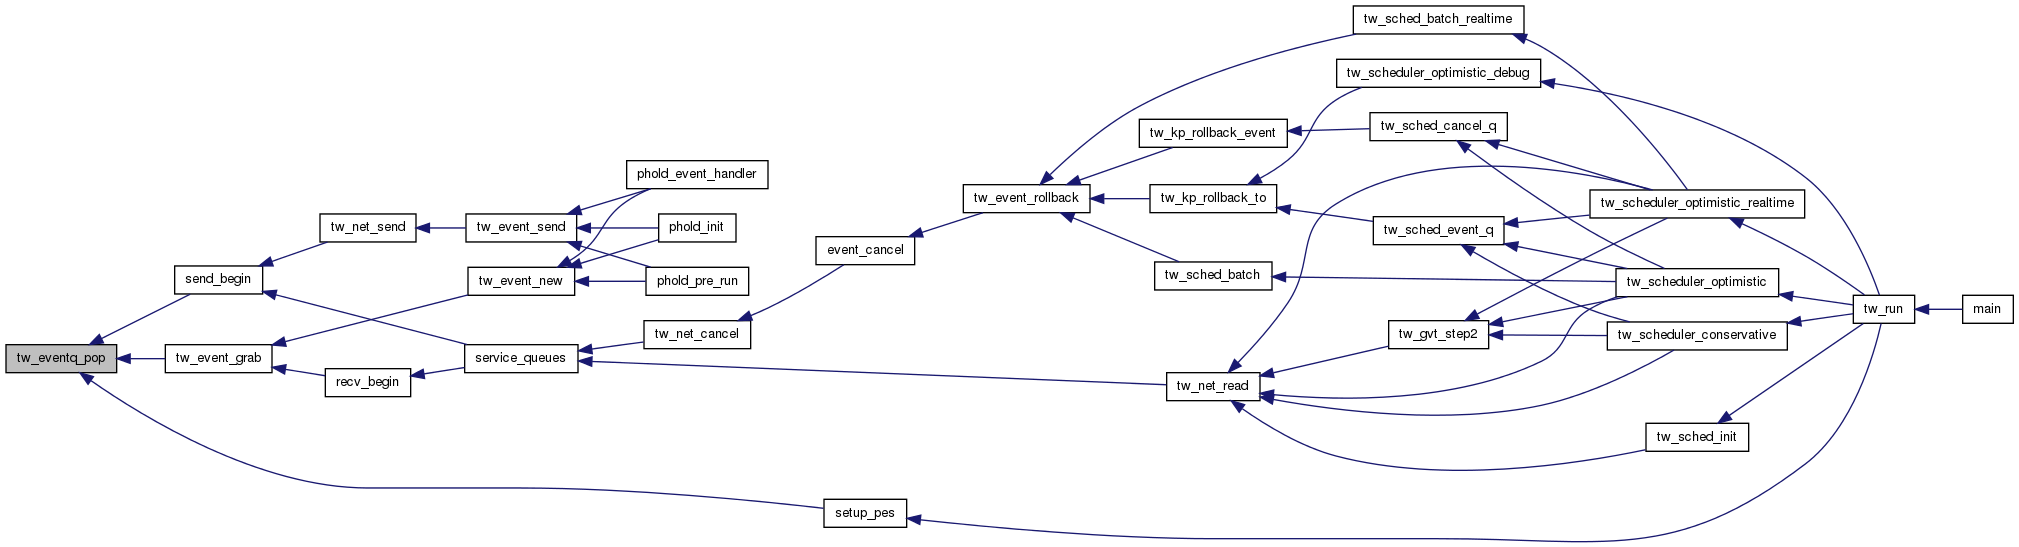 tw_sched_batch_realtime
tw_scheduler_optimistic_debug
tw_kp_rollback_event
tw_sched_cancel_q
phold_event_handler
tw_event_rollback
tw_kp_rollback_to
tw_scheduler_optimistic_realtime
tw_net_send
tw_event_send
phold_init
tw_sched_event_q
event_cancel
send_begin
tw_event_new
phold_pre_run
tw_sched_batch
tw_scheduler_optimistic
tw_run
main
tw_net_cancel
tw_gvt_step2
tw_scheduler_conservative
tw_eventq_pop
tw_event_grab
service_queues
recv_begin
tw_net_read
tw_sched_init
setup_pes